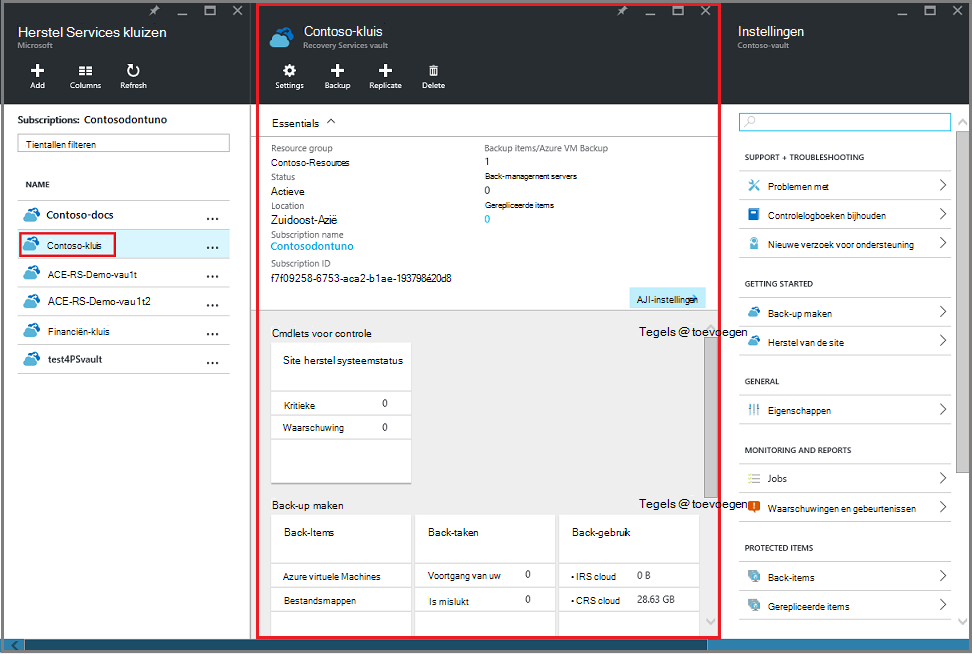 Herstel Services kluizen
Microsoft
Add
Columns
Refresh
Subscriptions: Contosodontuno
Tientallen filteren
NAME
Contoso-docs
Contoso-kluis
ACE-RS-Demo-vau1t
ACE-RS-Demo-vau1t2
Financiën-kluis
test4PSvault
Contoso-kluis
Recovery Services vault
Settings
Backup
Replicate
Delete
Essentials
Resource group
Contoso-Resources
Status
Actieve
Location
Zuidoost-Azië
Subscription name
Contosodontuno
Subscription ID
f7f09258-6753-aca2-b1ae-193798e20d8
Backup items/Azure VM Backup
1
Back-management servers
0
Gerepliceerde items
0
AJI-instellingen
Cmdlets voor controle
Tegels @ toevoegen
Site herstel systeemstatus
Kritieke 0
Waarschuwing 0
Back-up maken
Tegels @ toevoegen
Back-Items
Azure virtuele Machines
Bestandsmappen
Back-taken
Voortgang van uw 0
Is mislukt 0
Back-gebruik
• IRS cloud 0 B
• CRS cloud 28.63 GB
Instellingen
Contoso-vault
SUPPORT + TROUBLESHOOTING
Problemen met
Controlelogboeken bijhouden
Nieuwe verzoek voor ondersteuning
GETTING STARTED
Back-up maken
Herstel van de site
GENERAL
Eigenschappen
MONITORING AND REPORTS
Jobs
Waarschuwingen en gebeurtenissen
PROTECTED ITEMS
Back-items
Gerepliceerde items